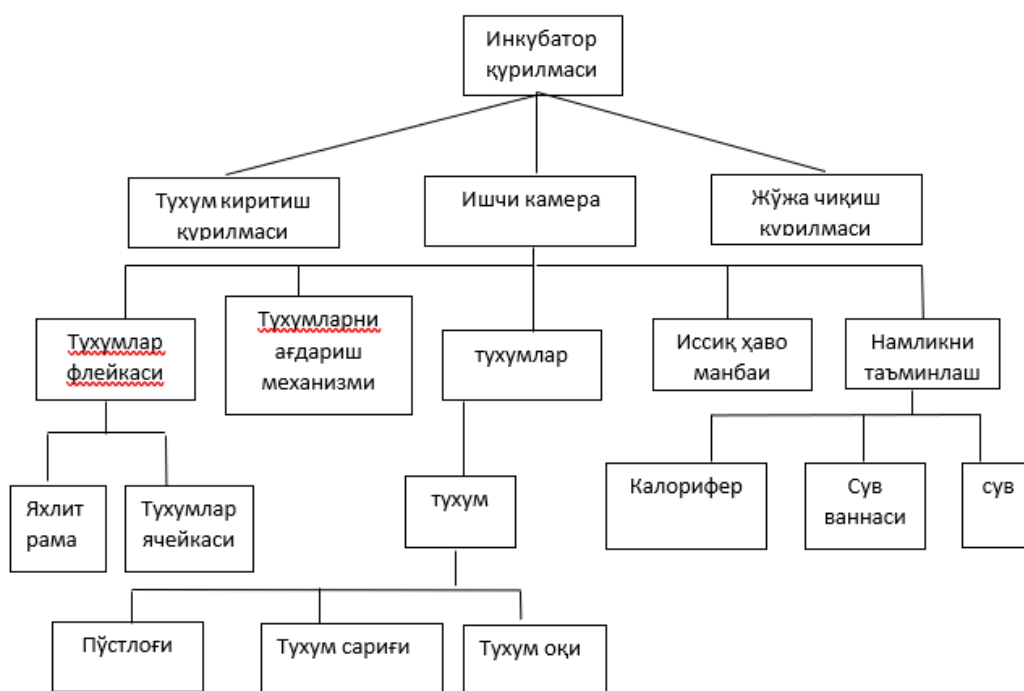 Инкубатор
қурилмаси
Тухум киритиш
қурилмаси
Ишчи камера
Жўжа чиқиш
қурилмаси
Тухумлар
флейкаси
Тухумларни
ағдариш
механизми
тухумлар
Иссиқ ҳаво
манбаи
Намликни
таъминлаш
Яхлит
рама
Тухумлар
ячейкаси
тухум
Калорифер
Сув
ваннаси
сув
Пўстлоғи
Тухум сариғи
Тухум оқи